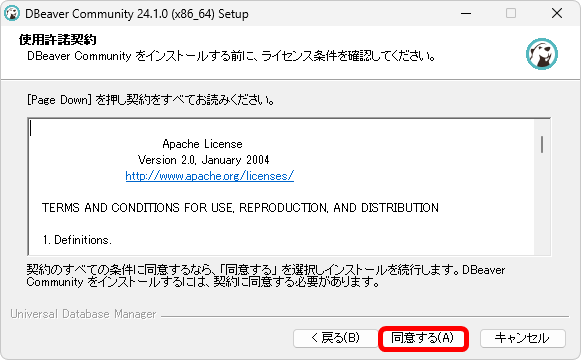 DBeaver Community 24.1.0 (x86_64) Setup
使用許諾契約
DBeaver Community をインストールする前に、ライセンス条件を確認してください。
[Page Down] を押し契約をすべてお読みください。
Apache License
Version 2.0, January 2004
http://www.apache.org/licenses/
TERMS AND CONDITIONS FOR USE, REPRODUCTION, AND DISTRIBUTION
1. Definitions.
契約のすべての条件に同意するなら、「同意する」 を選択しインストールを続行します。 DBeaver
Community をインストールするには、契約に同意する必要があります。
Universal Database Manager
< 戻る(B)
同意する(A)
キャンセル